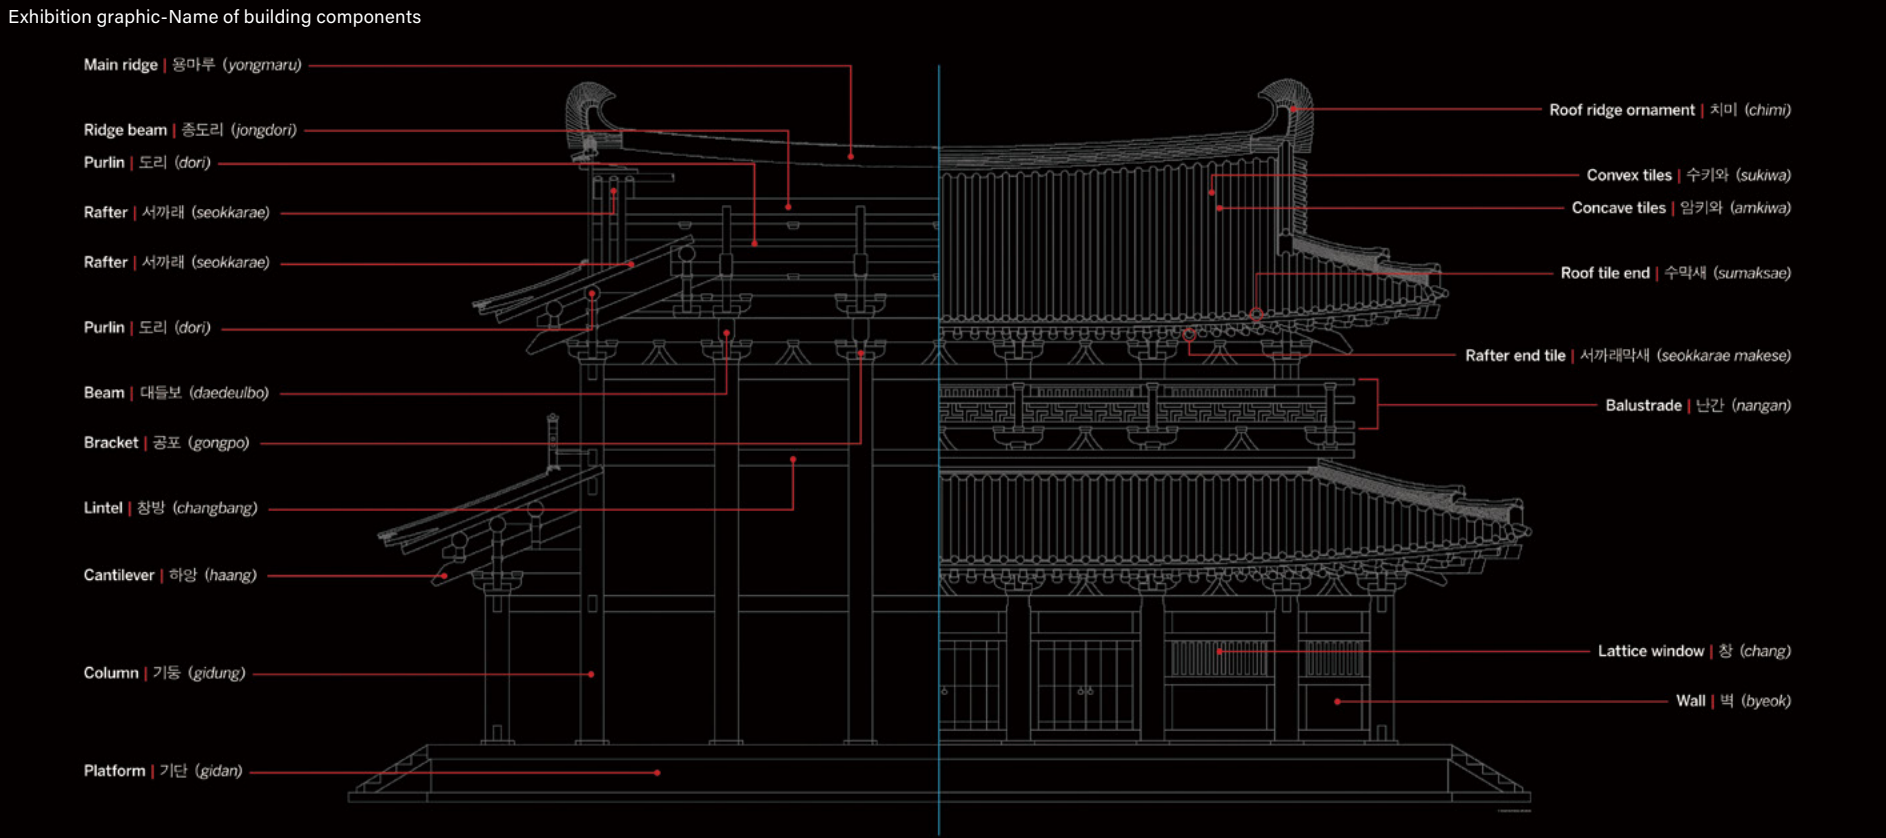 Exhibition graphic-Name of building components
Main ridge | 용마루 (yongmaru)
Ridge beam | 종도리 (jongdori)
Purlin | 도리 (dori)
Rafter | 서까래 (seokkarae)
Rafter | 서까래 (seokkarae)
Purlin | 도리 (dori)
Beam | 대들보 (daedeulbo)
Bracket | 공포 (gongpo)
Lintel | 창방 (changbang)
Cantilever | 하앙 (haang)
Column | 기둥 (gidung)
Platform | 기단 (gidan)
Roof ridge ornament | 치미 (chimi)
Convex tiles | 수키와 (sukiwa)
Concave tiles | 암키와 (amkiwa)
Roof tile end | 수막새 (sumaksae)
Rafter end tile | 서까래막새 (seokkarae makese)
Balustrade | 난간 (nangan)
Lattice window | 창 (chang)
Wall | 벽 (byeok)